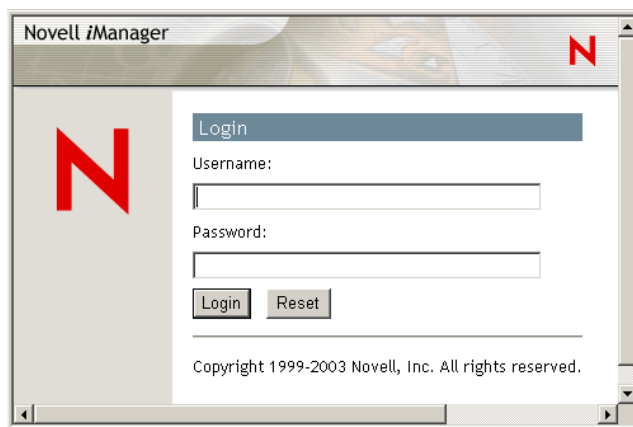 Novell iManager
N
N
Login
Username:
Password:
Login Reset
Copyright 1999-2003 Novell, Inc. All rights reserved.